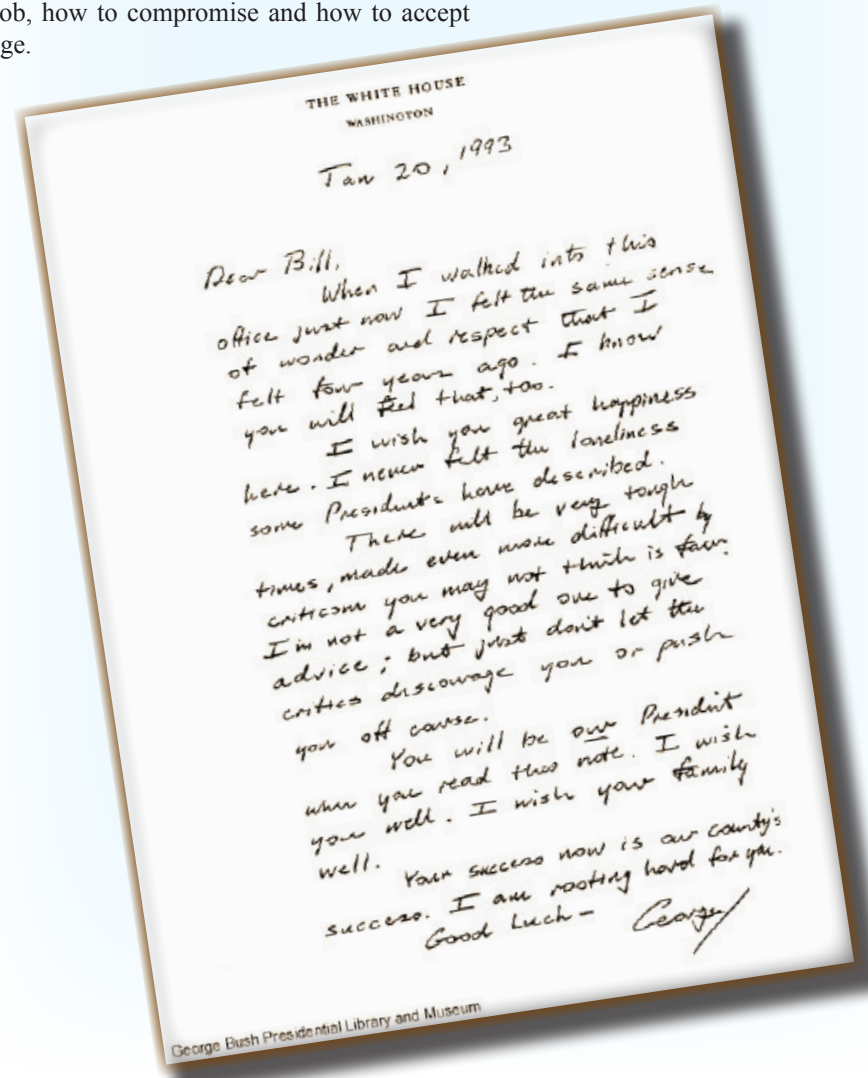 ob, how to compromise and how to accept
ge.
THE WHITE HOUSE
WASHINGTON
Jan 20, 1993
Dear Bill,
When I walked into this
office just now I felt the same sense
of wonder and respect that I
felt four years ago. I know
you will feel that, too.
I wish you great happiness
here. I never felt the loneliness
some Presidents have described.
There will be very tough
times, made even more difficult by
criticism you may not think is fair.
I'm not a very good one to give
advice; but just don't let the
critics discourage you or push
you off course.
You will be our President
when you read this note. I wish
you well. I wish your family
well.
Your success now is our county's
success. I am rooting hard for you.
Good Luck - George
George Bush Presidential Library and Museum